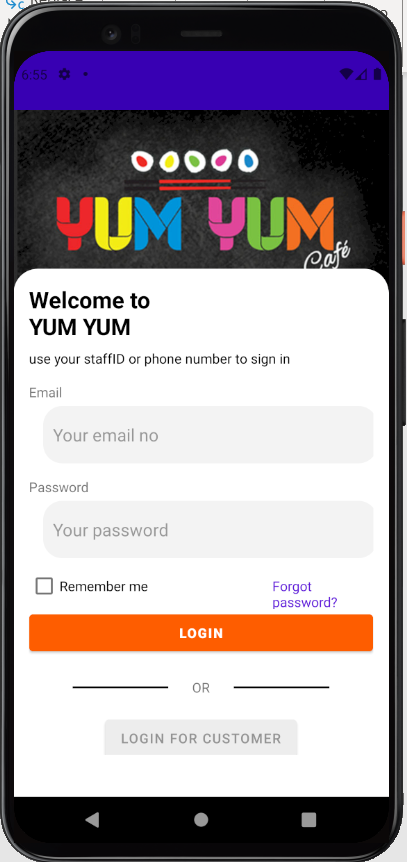 6:55
YUM YUM
Café
Welcome to
YUM YUM
use your staffID or phone number to sign in
Email
Your email no
Password
Your password
Remember me
Forgot
password?
LOGIN
OR
LOGIN FOR CUSTOMER